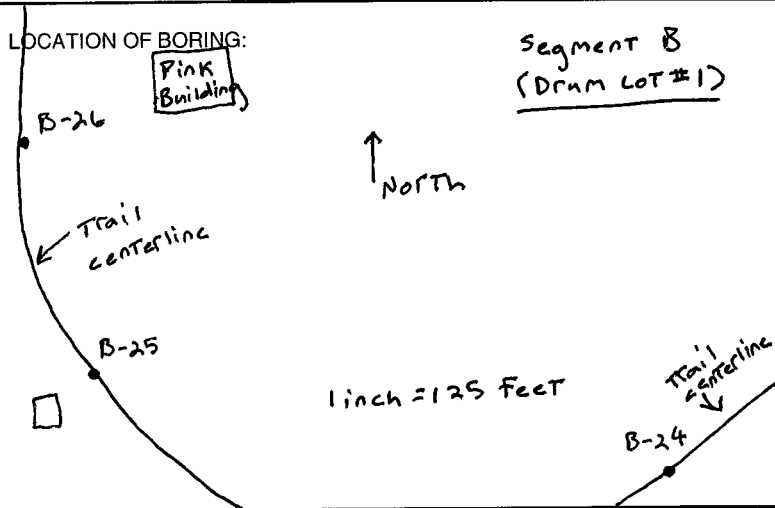 LOCATION OF BORING:
Segment B
(Drum LOT #1)
Pink
Building
B-26
North
Trail
centerline
B-25
1 inch = 125 Feet
Trail
centerline
B-24